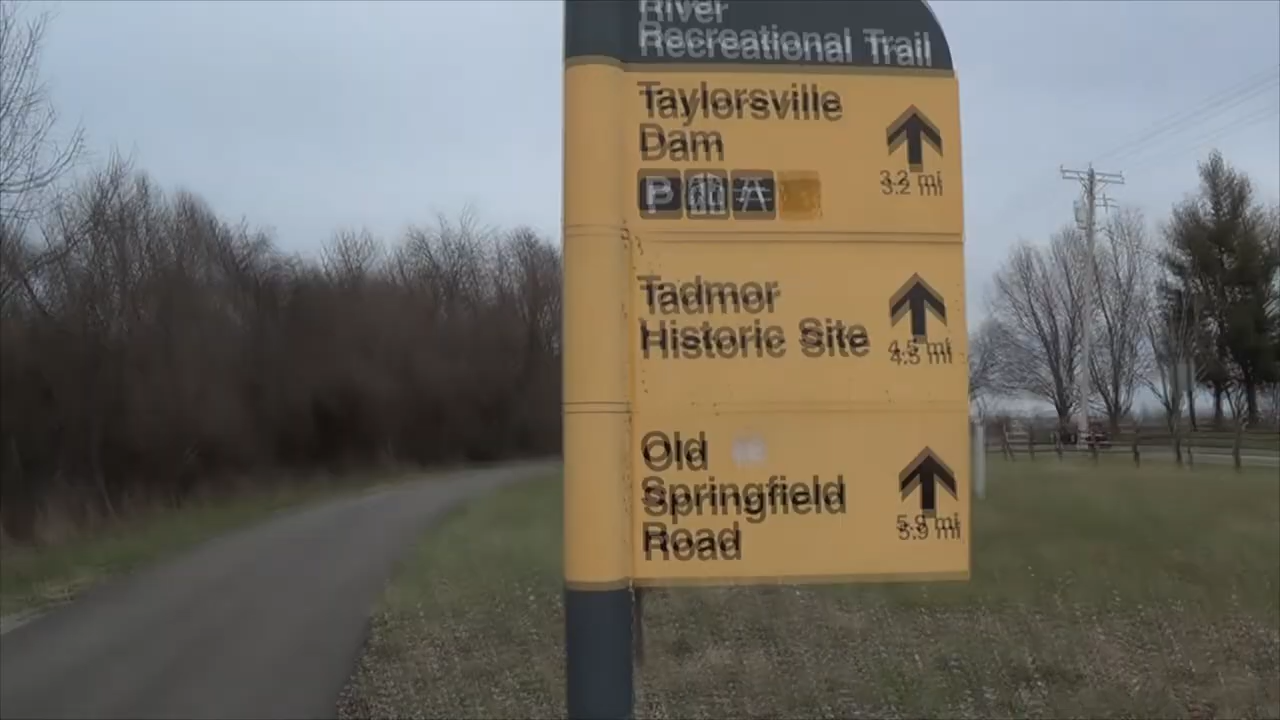 River
Recreational Trail
Taylorsville
Dam
P
3.2 mi
Tadmor
Historic Site
4.5 mi
Old
Springfield
Road
5.9 mi